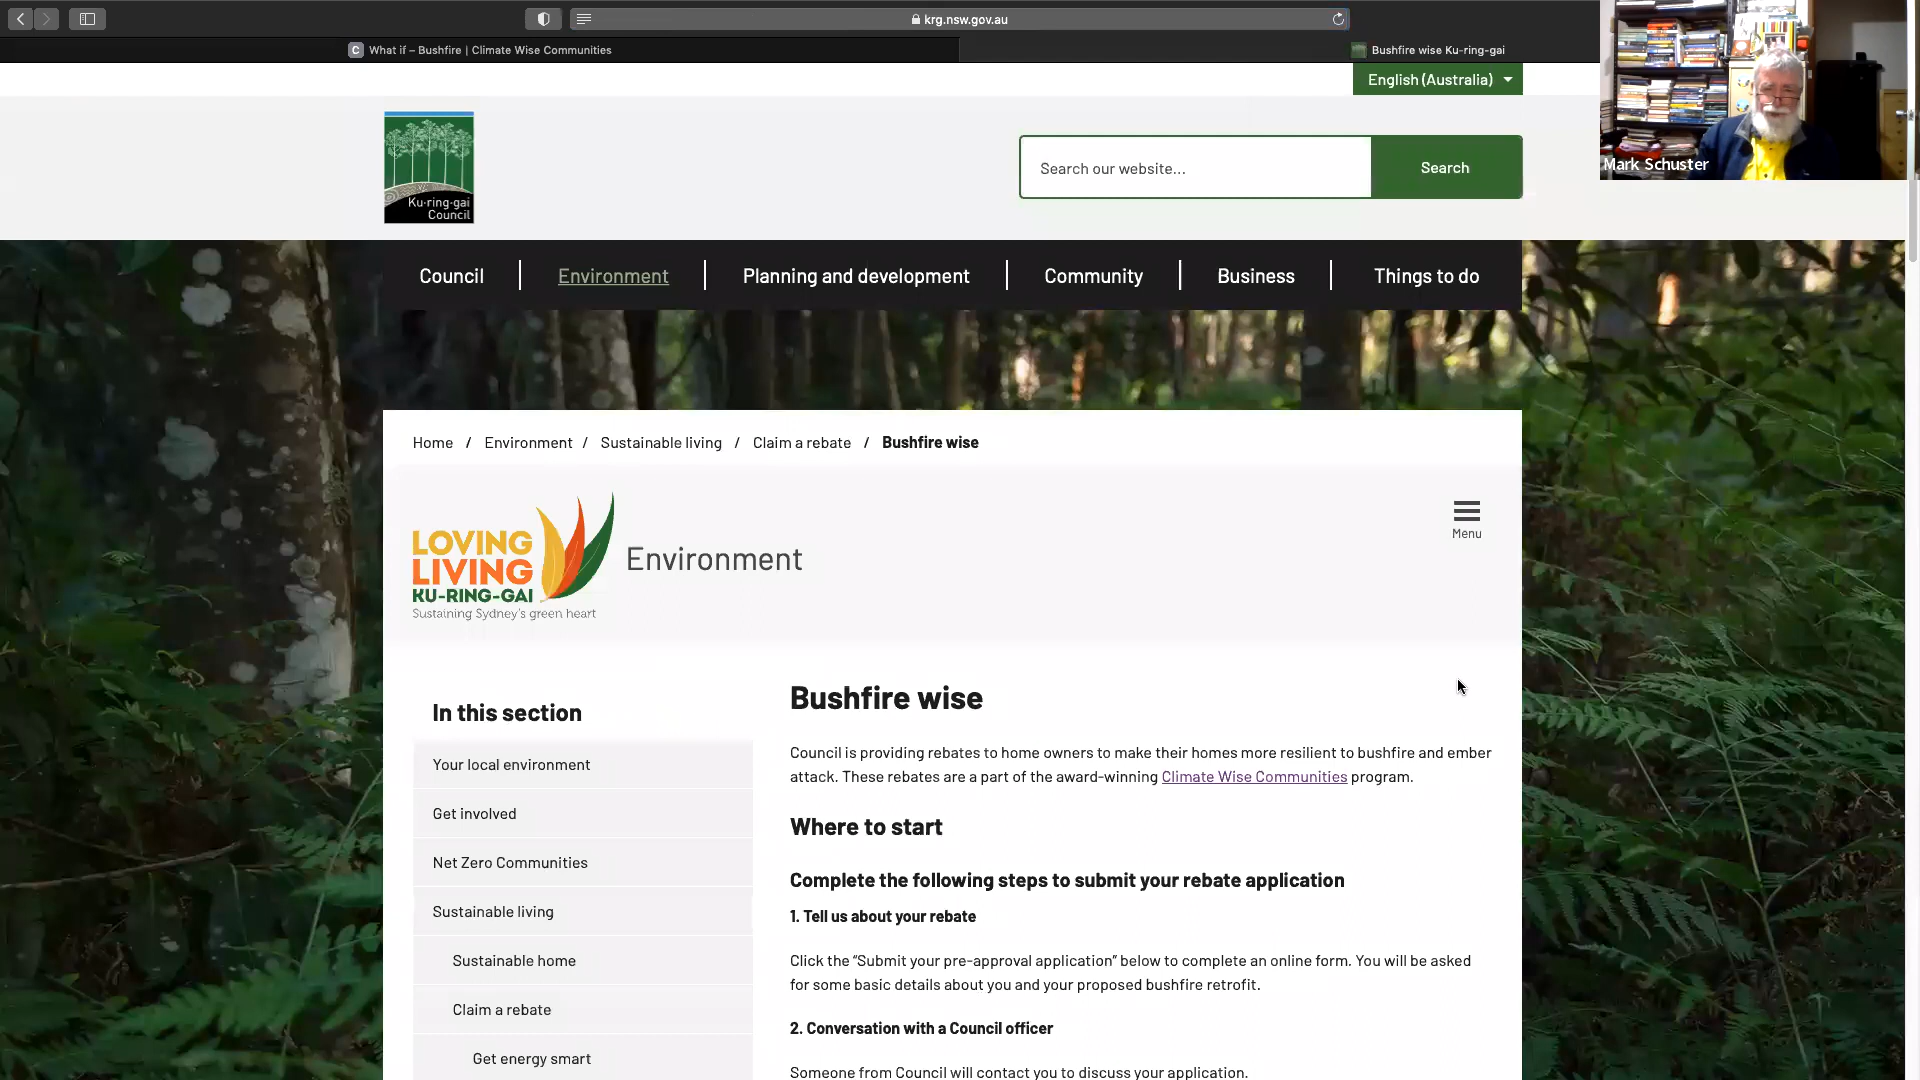 krg.nsw.gov.au
C What if – Bushfire | Climate Wise Communities
Bushfire wise Ku-ring-gai
English (Australia)
Mark Schuster
Ku-ring-gai
Council
Search our website...
Search
Council
Environment
Planning and development
Community
Business
Things to do
Home / Environment / Sustainable living / Claim a rebate / Bushfire wise
LOVING
LIVING
KU-RING-GAI
Sustaining Sydney's green heart
Environment
Menu
In this section
Your local environment
Get involved
Net Zero Communities
Sustainable living
Sustainable home
Claim a rebate
Get energy smart
Bushfire wise
Council is providing rebates to home owners to make their homes more resilient to bushfire and ember
attack. These rebates are a part of the award-winning Climate Wise Communities program.
Where to start
Complete the following steps to submit your rebate application
1. Tell us about your rebate
Click the “Submit your pre-approval application” below to complete an online form. You will be asked
for some basic details about you and your proposed bushfire retrofit.
2. Conversation with a Council officer
Someone from Council will contact you to discuss your application.